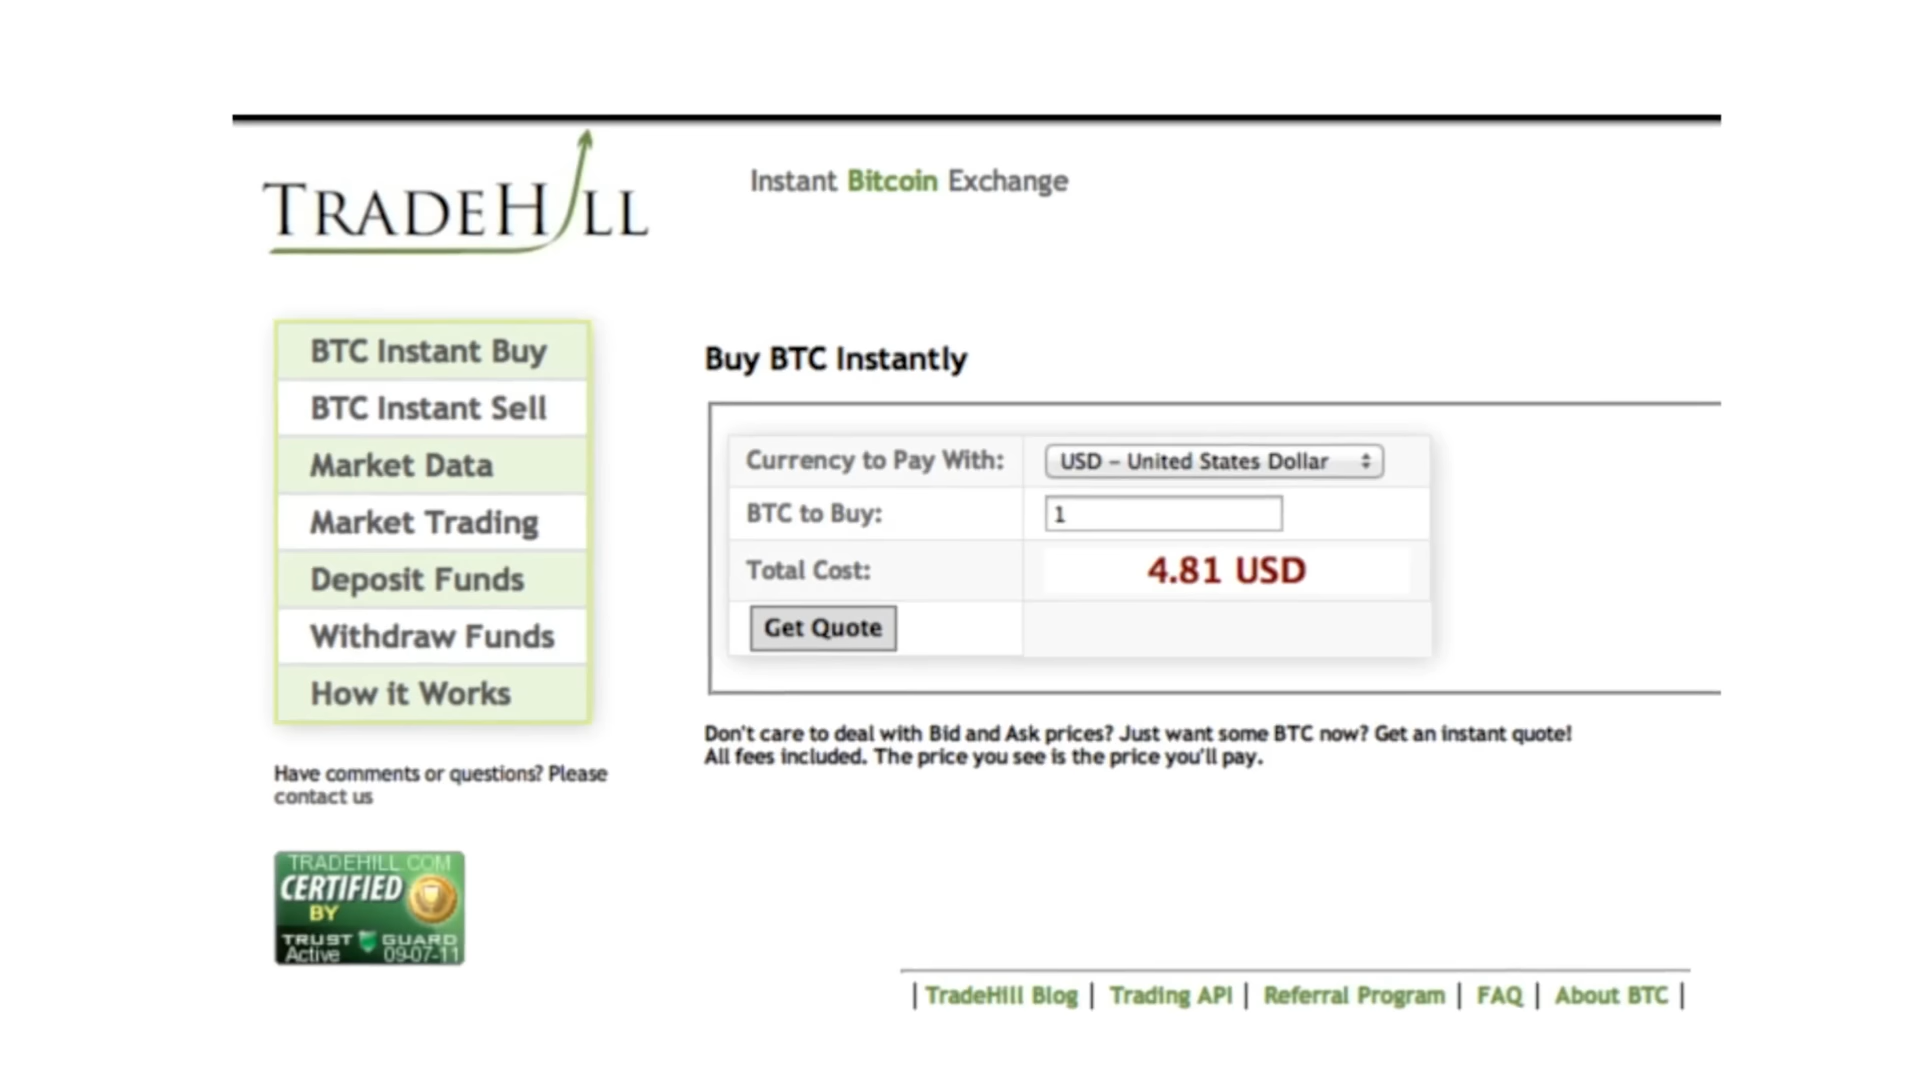 TRADEHILL
Instant Bitcoin Exchange
BTC Instant Buy
BTC Instant Sell
Market Data
Market Trading
Deposit Funds
Withdraw Funds
How it Works
Have comments or questions? Please
contact us
TRADEHILL.COM
CERTIFIED
BY
TRUST GUARD
Active 09-07-11
Buy BTC Instantly
Currency to Pay With: USD – United States Dollar
BTC to Buy: 1
Total Cost: 4.81 USD
Get Quote
Don't care to deal with Bid and Ask prices? Just want some BTC now? Get an instant quote!
All fees included. The price you see is the price you'll pay.
| TradeHill Blog | Trading API | Referral Program | FAQ | About BTC |